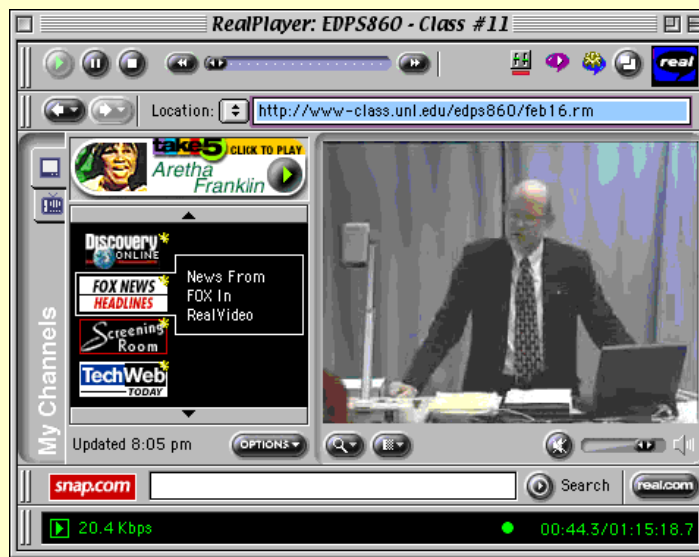 RealPlayer: EDPS860 - Class #11
real
Location: http://www-class.unl.edu/edps860/feb16.rm
take5 CLICK TO PLAY
Aretha
Franklin
My Channels
Discovery
ONLINE
FOX NEWS
HEADLINES
News From
FOX In
RealVideo
Screening
Room
TechWeb
TODAY
Updated 8:05 pm
OPTIONS
snap.com
Search
real.com
20.4 Kbps
00:44.3/01:15:18.7